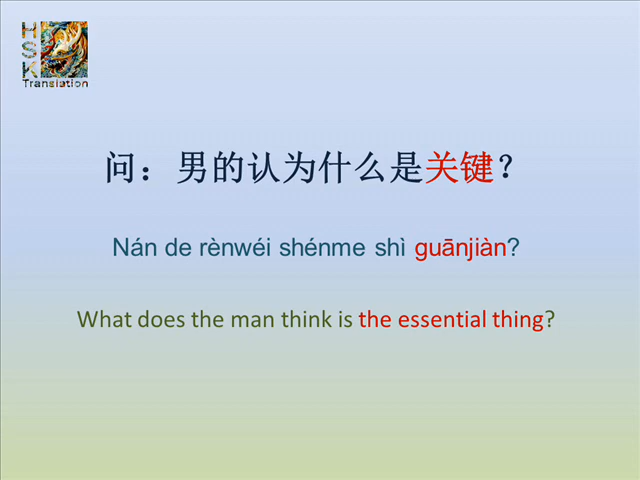 HSK
Translation
问：男的认为什么是关键？
Nán de rènwéi shénme shì guānjiàn?
What does the man think is the essential thing?